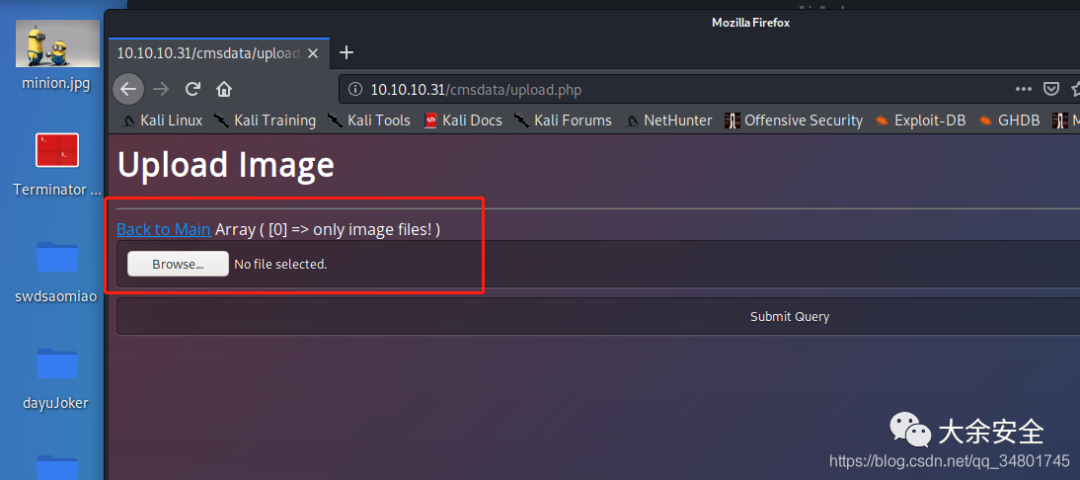 Mozilla Firefox
10.10.10.31/cmsdata/upload
10.10.10.31/cmsdata/upload.php
Kali Linux Kali Training Kali Tools Kali Docs Kali Forums NetHunter Offensive Security Exploit-DB GHDB M
minion.jpg
Terminator ...
swdsaomiao
dayuJoker
Upload Image
Back to Main Array ( [0] => only image files! )
Browse... No file selected.
Submit Query
大余安全
https://blog.csdn.net/qq_34801745